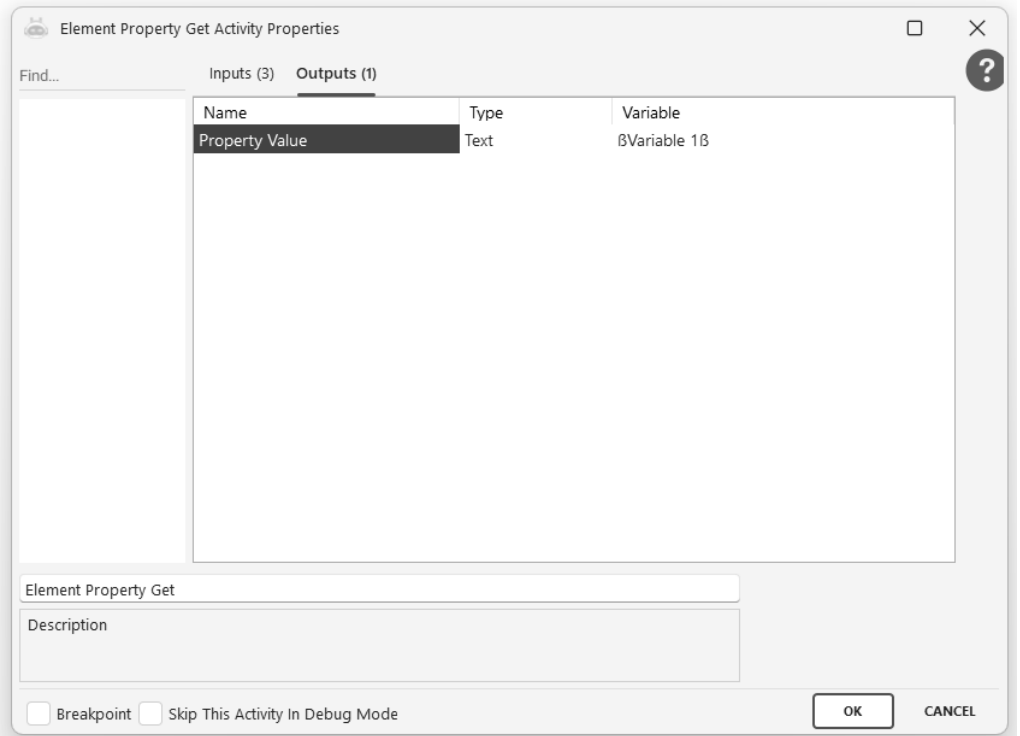 Element Property Get Activity Properties
Find...
Inputs (3) Outputs (1)
?
Name Type Variable
Property Value Text ßVariable 1ß
Element Property Get
Description
Breakpoint Skip This Activity In Debug Mode
OK CANCEL